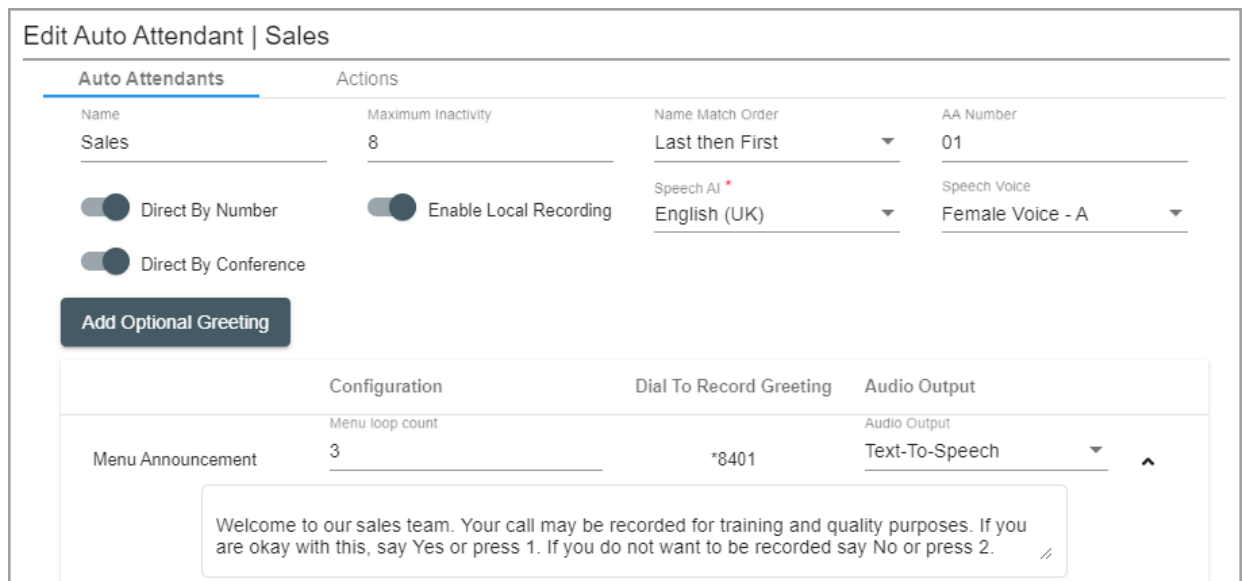 Edit Auto Attendant | Sales
Auto Attendants Actions
Name Maximum Inactivity Name Match Order AA Number
Sales 8 Last then First 01
Speech AI * Speech Voice
Direct By Number Enable Local Recording English (UK) Female Voice - A
Direct By Conference
Add Optional Greeting
Configuration Dial To Record Greeting Audio Output
Menu loop count Audio Output
Menu Announcement 3 *8401 Text-To-Speech
Welcome to our sales team. Your call may be recorded for training and quality purposes. If you
are okay with this, say Yes or press 1. If you do not want to be recorded say No or press 2.